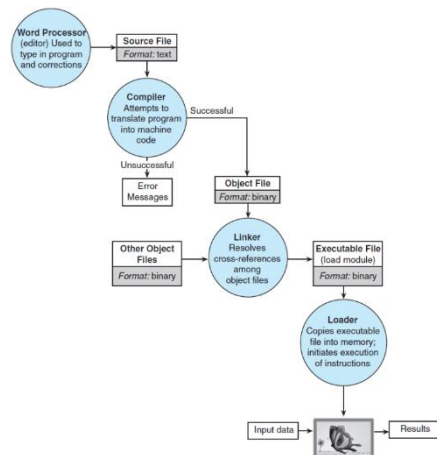 Word Processor
(editor) Used to
type in program
and corrections
Source File
Format: text
Compiler
Attempts to
translate program
into machine
code
Successful
Unsuccessful
Error
Messages
Object File
Format: binary
Other Object
Files
Format: binary
Linker
Resolves
cross-references
among
object files
Executable File
(load module)
Format: binary
Loader
Copies executable
file into memory;
initiates execution
of instructions
Input data
Results